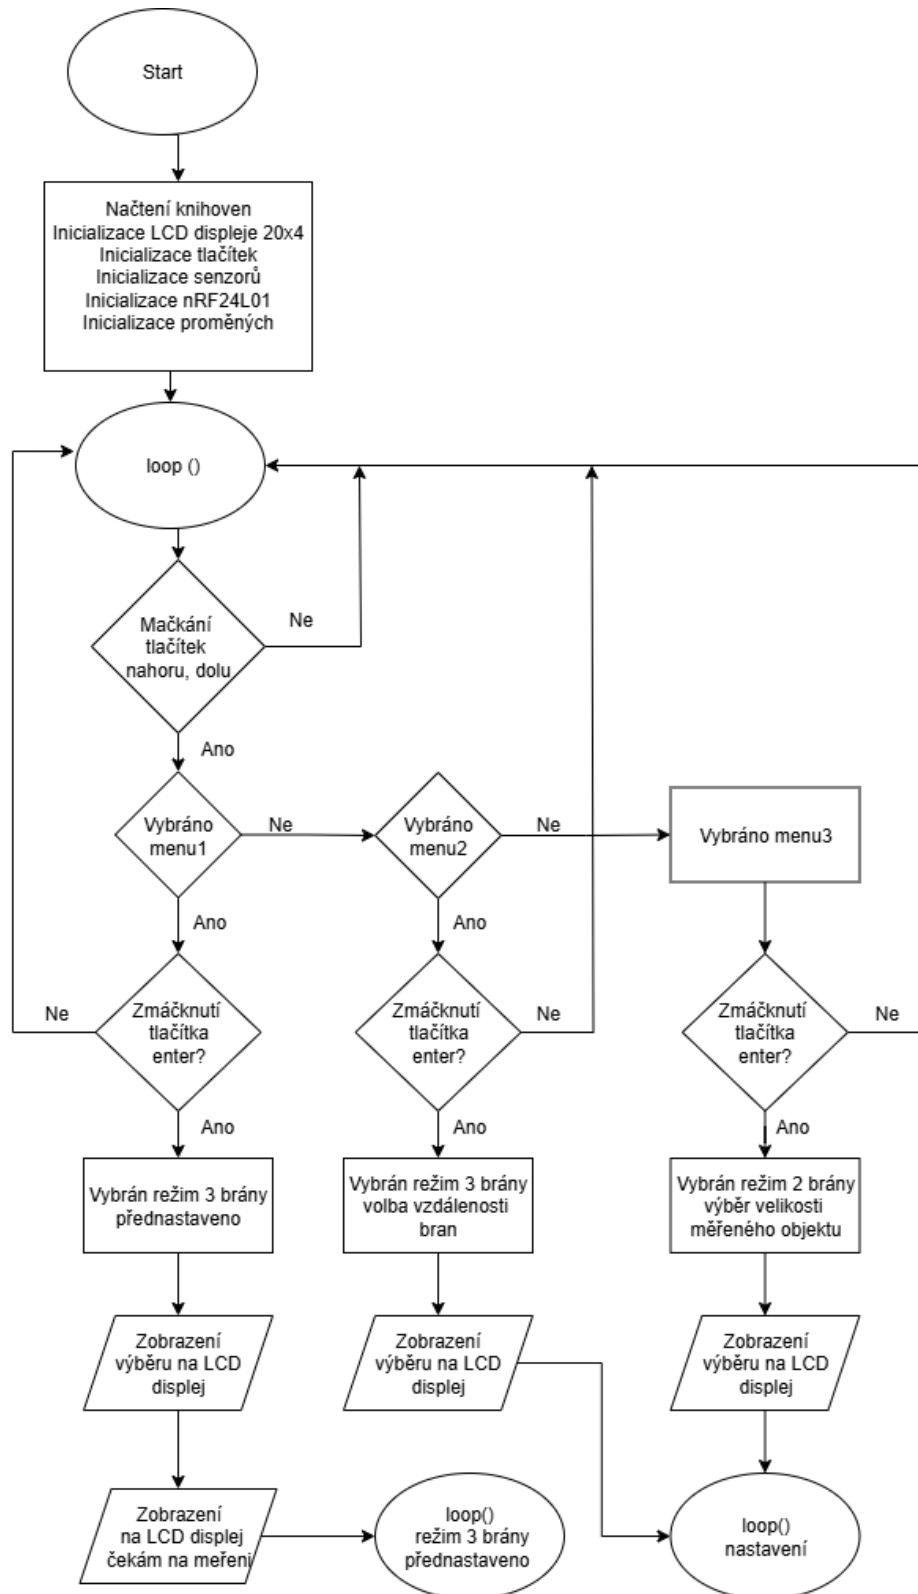 Start
Načtení knihoven
Inicializace LCD displeje 20x4
Inicializace tlačítek
Inicializace senzorů
Inicializace nRF24L01
Inicializace proměných
loop ()
Mačkání
tlačítek
nahoru, dolu
Ne
Ano
Vybráno
menu1
Ne
Vybráno
menu2
Ne
Vybráno menu3
Ano
Ano
Ne
Zmáčknutí
tlačítka
enter?
Zmáčknutí
tlačítka
enter?
Ne
Zmáčknutí
tlačítka
enter?
Ne
Ano
Ano
Ano
Vybrán režim 3 brány
přednastaveno
Vybrán režim 3 brány
volba vzdálenosti
bran
Vybrán režim 2 brány
výběr velikosti
měřeného objektu
Zobrazení
výběru na LCD
displej
Zobrazení
výběru na LCD
displej
Zobrazení
výběru na LCD
displej
Zobrazení
na LCD displej
čekám na meřeni
loop()
režim 3 brány
přednastaveno
loop()
nastavení